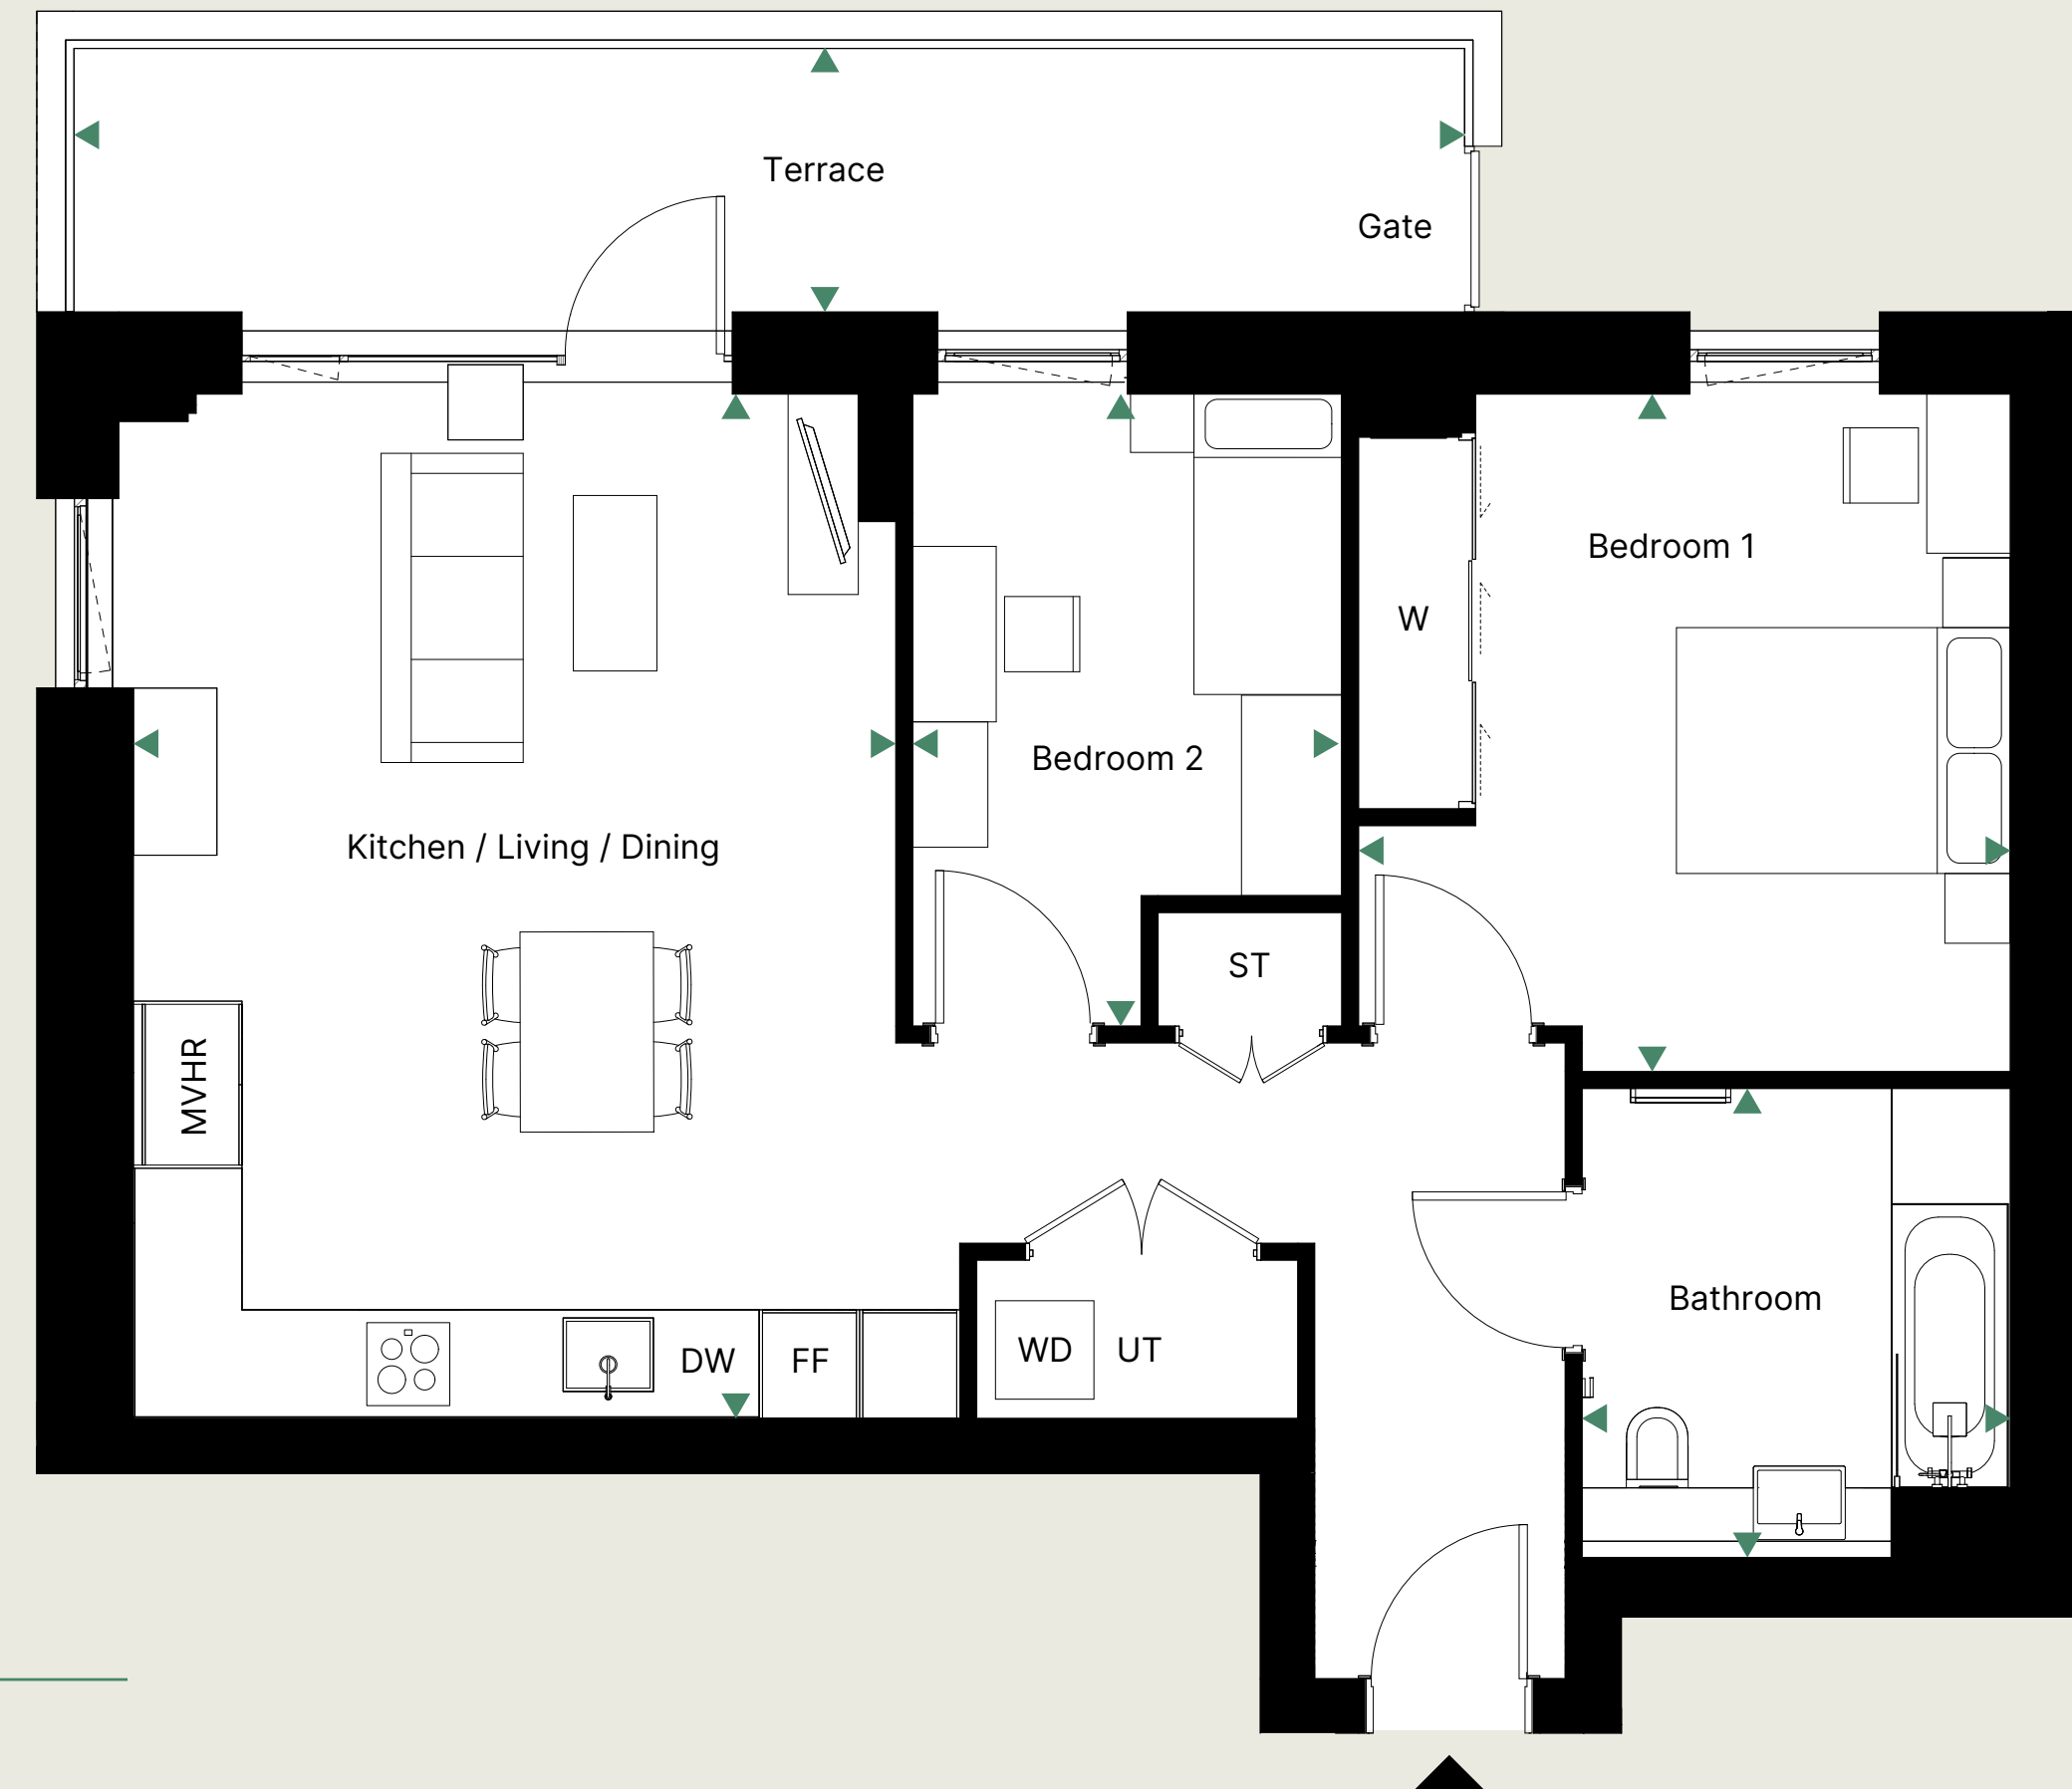 Terrace
Gate
Bedroom 1
W
Bedroom 2
Kitchen / Living / Dining
ST
MVHR
Bathroom
DW
FF
WD
UT